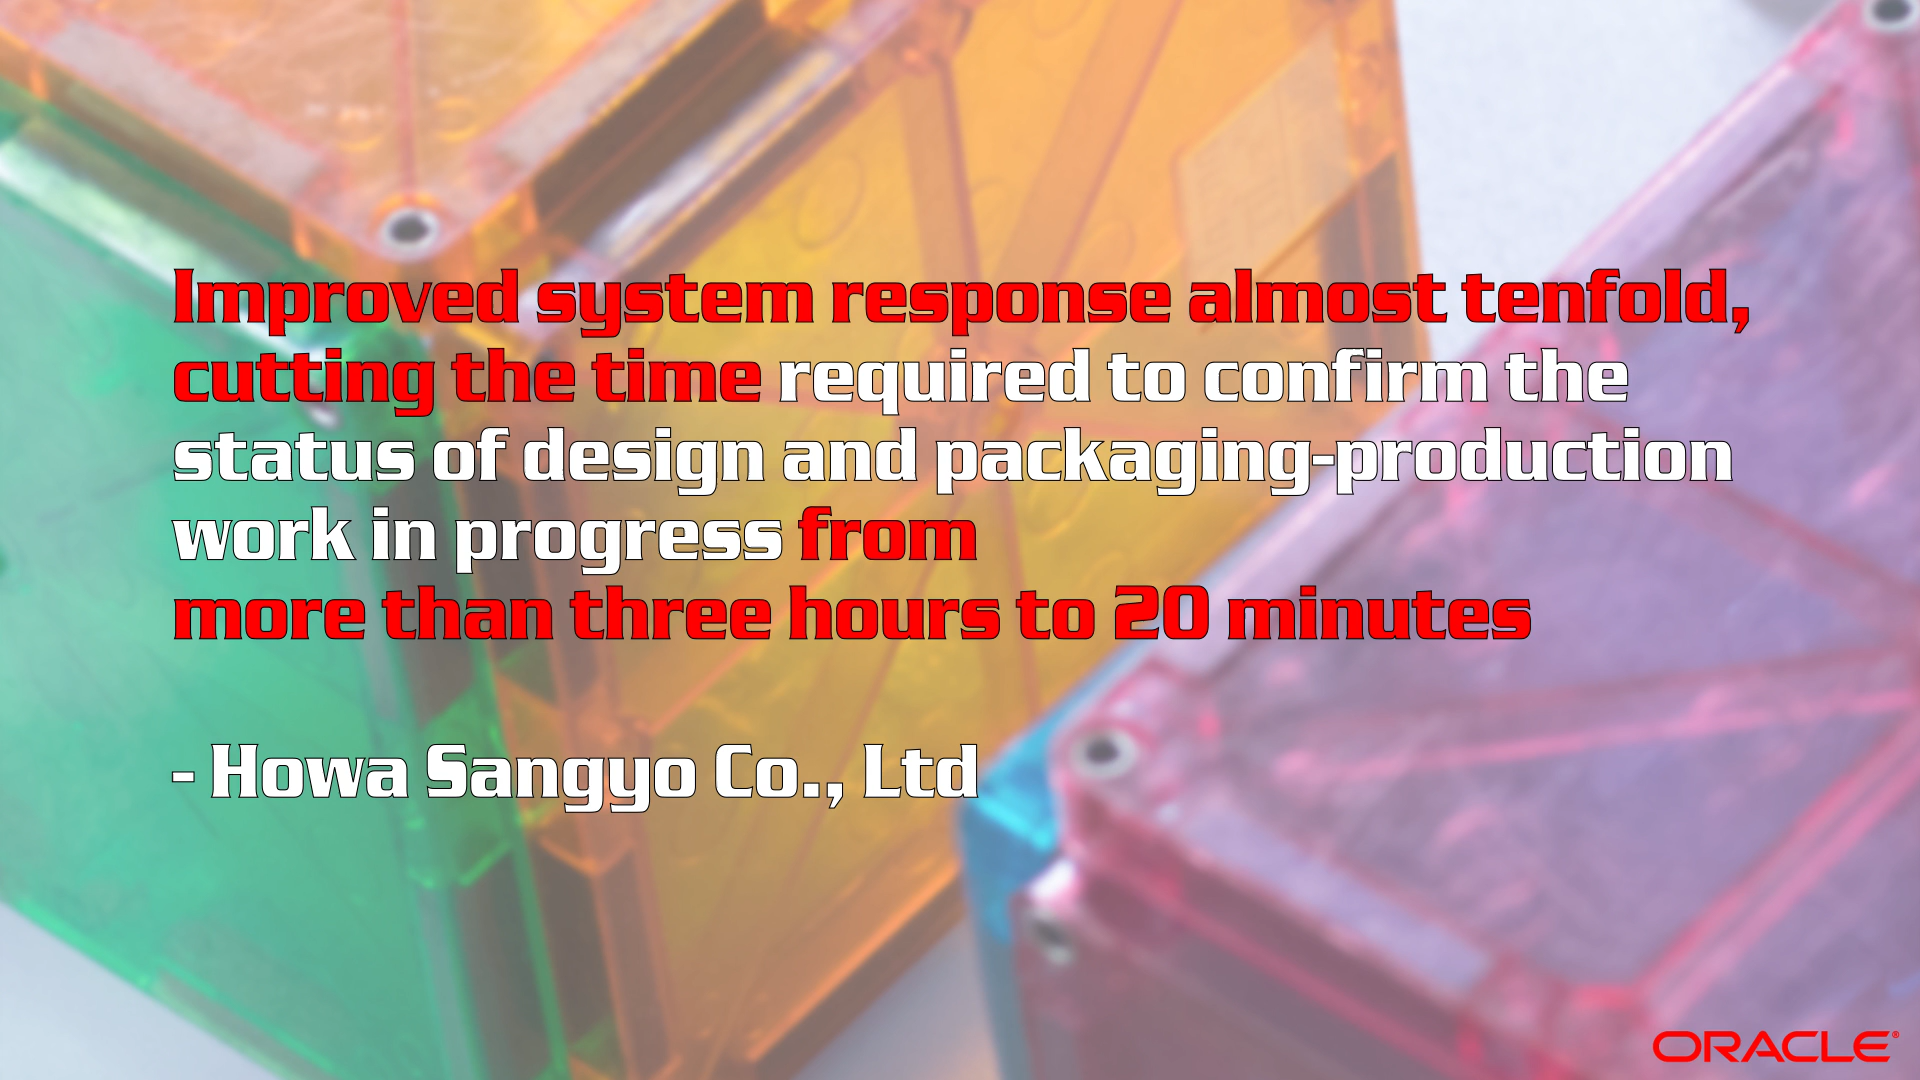 Improved system response almost tenfold,
cutting the time required to confirm the
status of design and packaging-production
work in progress from
more than three hours to 20 minutes
- Howa Sangyo Co., Ltd
ORACLE®